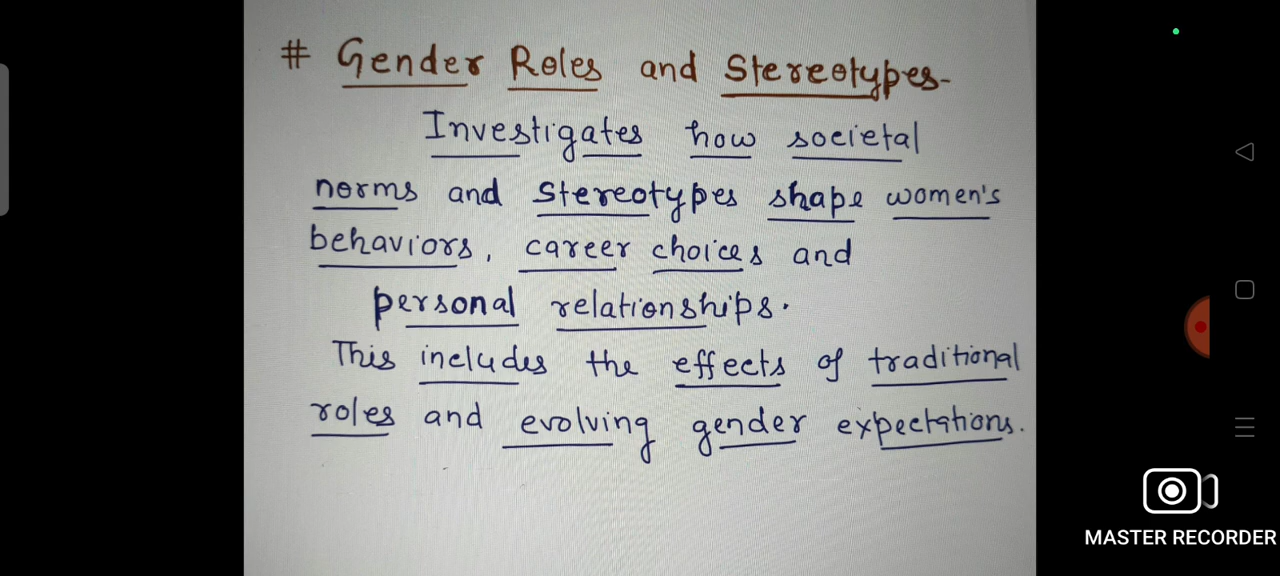 # Gender Roles and Stereotypes-
Investigates how societal
norms and stereotypes shape women's
behaviors, career choices and
personal relationships.
This includes the effects of traditional
roles and evolving gender expectations.
MASTER RECORDER